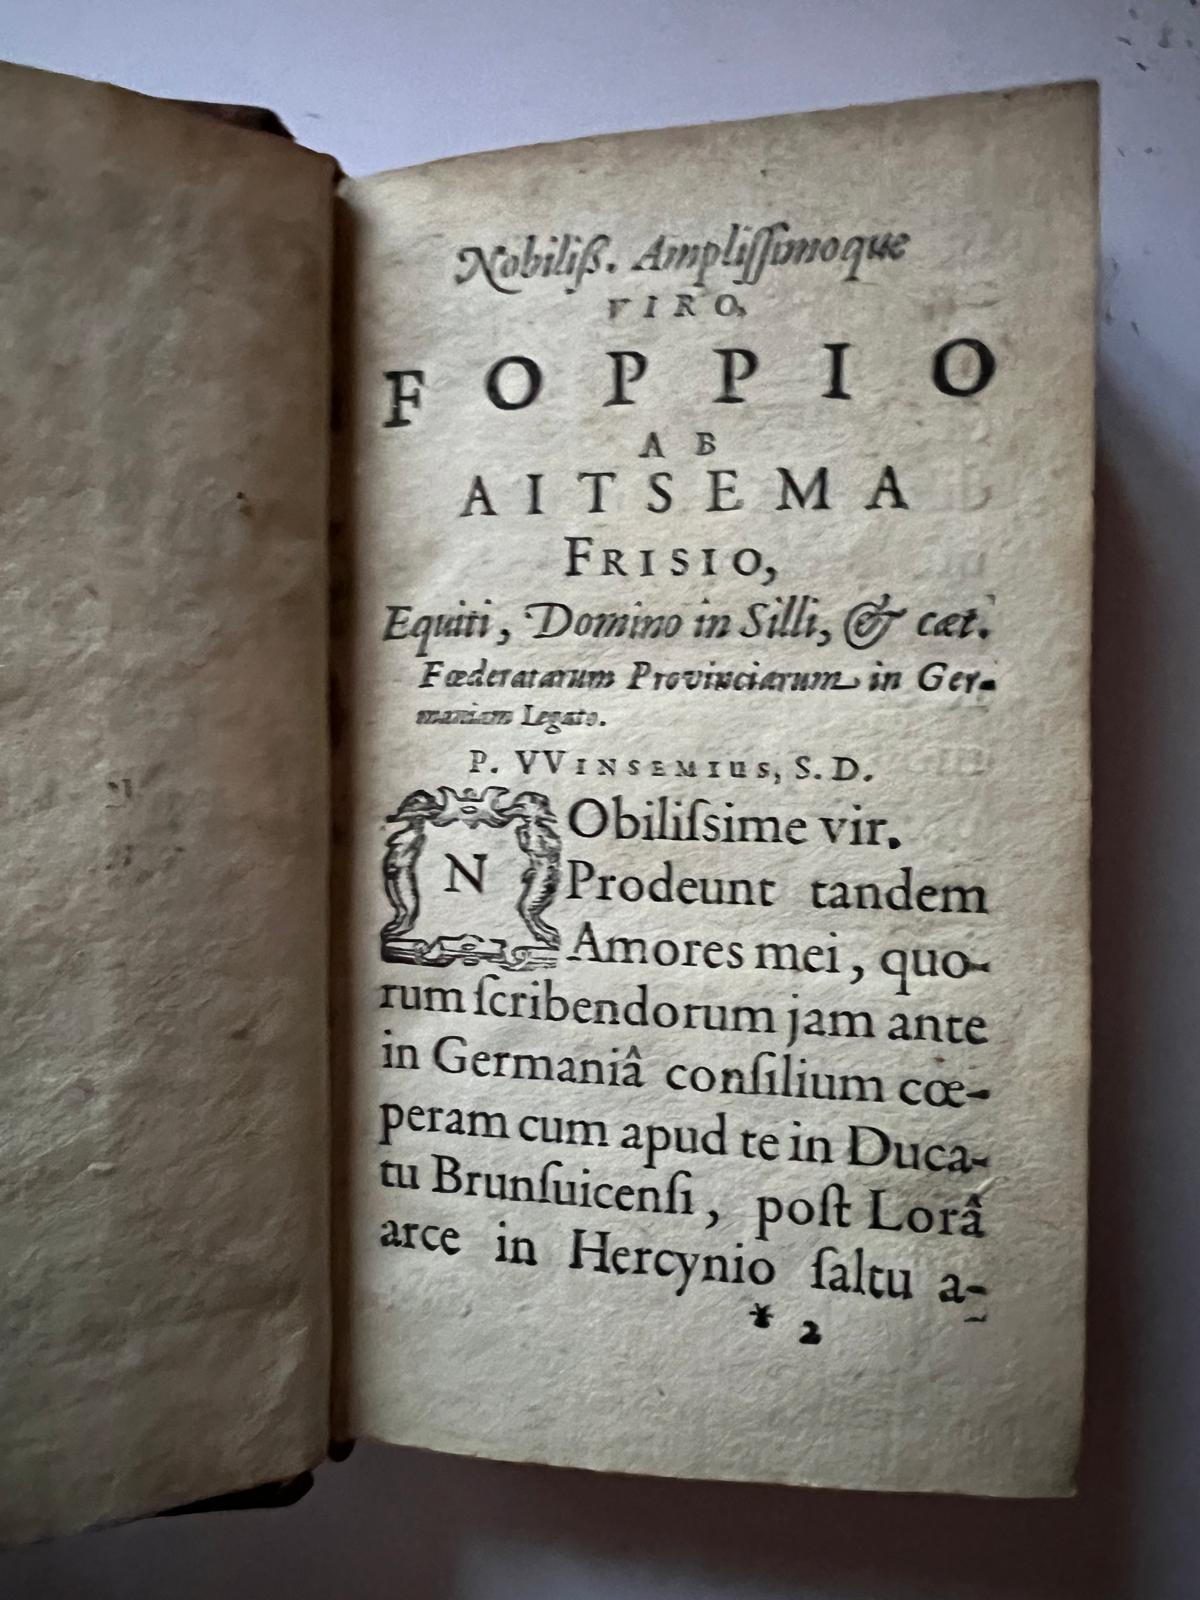 Nobiliß. Ampliſſimoque
VIRO,
FOPPIO
AB
AITSEMA
FRISIO,
Equiti, Domino in Silli, & cæt.
Fœderatarum Provinciarum in Ger-
maniam Legato.
P. VVINSEMIUS, S. D.
NObiliſsime vir.
Prodeunt tandem
Amores mei, quo-
rum ſcribendorum jam ante
in Germaniâ conſilium cœ-
peram cum apud te in Duca-
tu Brunſuicenſi, poſt Lorâ
arce in Hercynio ſaltu a-
* 2